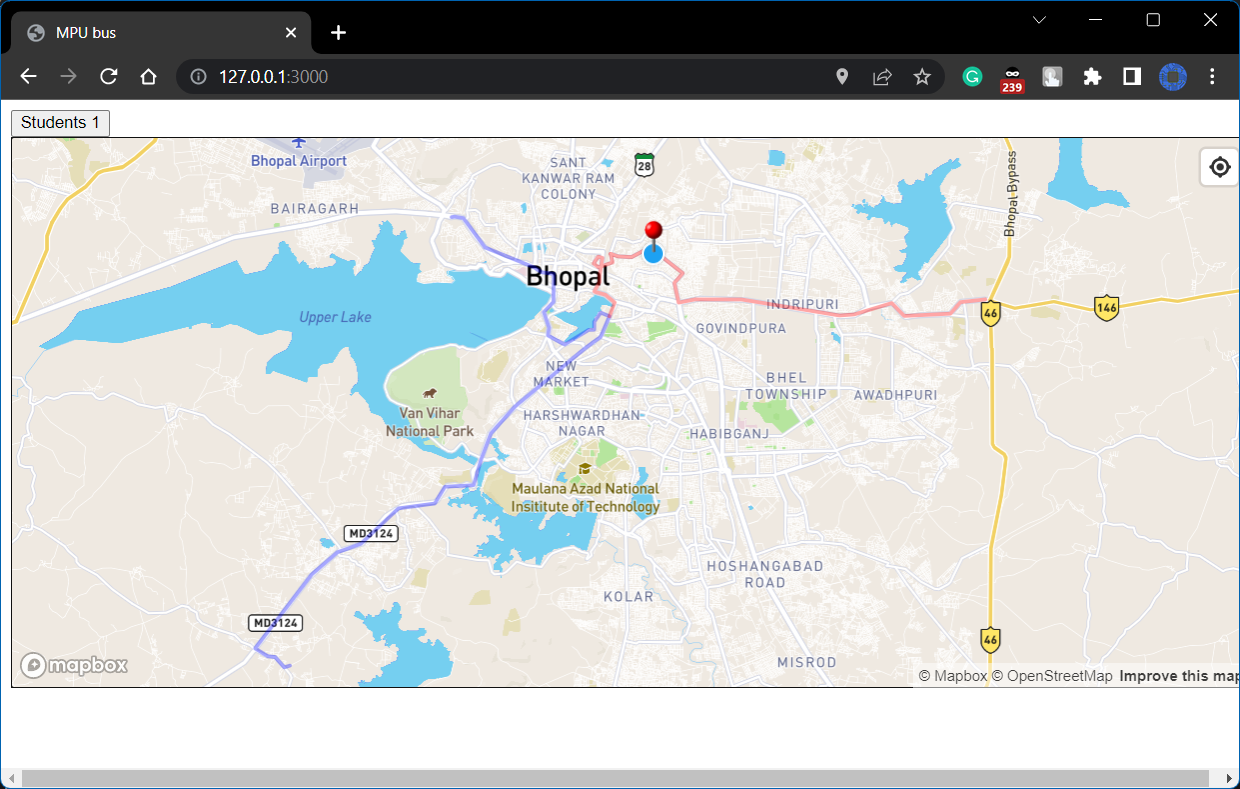 MPU bus
127.0.0.1:3000
239
Students 1
Bhopal Airport
SANT
KANWAR RAM
COLONY
28
Bhopal Bypass
BAIRAGARH
Bhopal
Upper Lake
INDRIPURI
46
146
GOVINDPURA
NEW
MARKET
BHEL
TOWNSHIP
AWADHPURI
Van Vihar
National Park
HARSHWARDHAN
NAGAR
HABIBGANJ
Maulana Azad National
Insititute of Technology
MD3124
HOSHANGABAD
ROAD
KOLAR
MD3124
46
MISROD
mapbox
© Mapbox © OpenStreetMap Improve this map